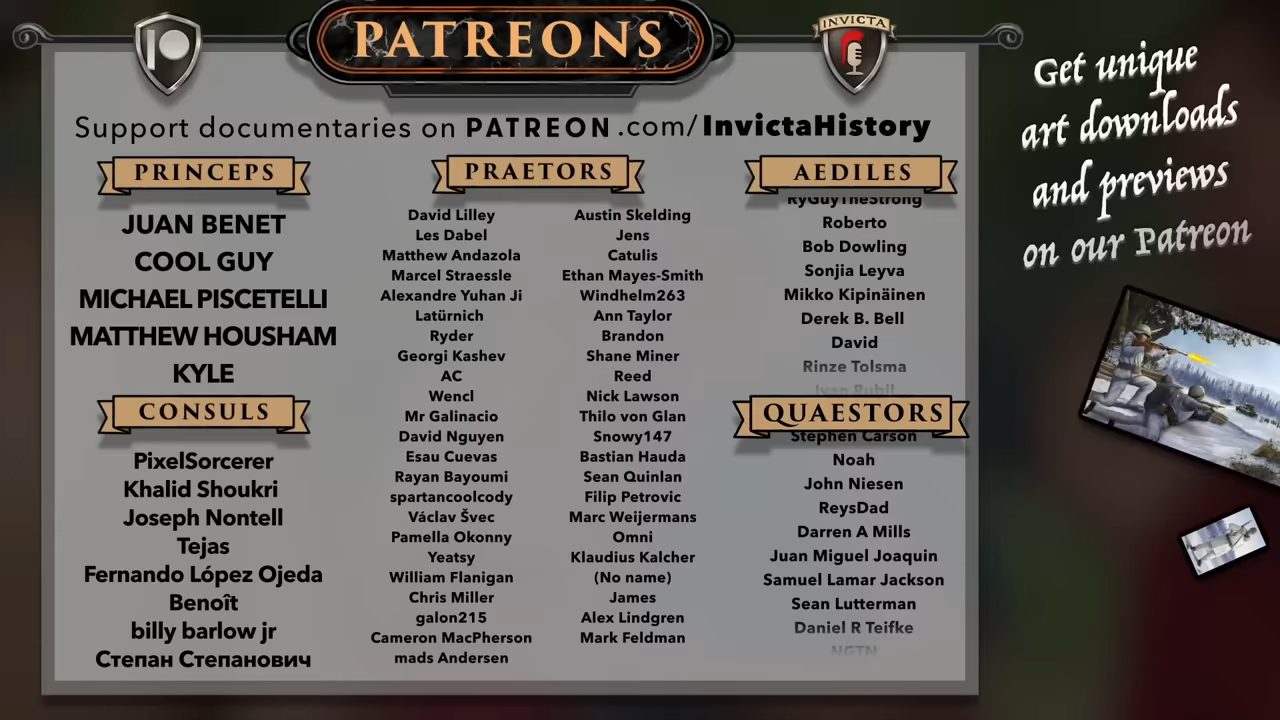 PATREONS
INVICTA
Support documentaries on PATREON.com/InvictaHistory
PRINCEPS
JUAN BENET
COOL GUY
MICHAEL PISCETELLI
MATTHEW HOUSHAM
KYLE
CONSULS
PixelSorcerer
Khalid Shoukri
Joseph Nontell
Tejas
Fernando López Ojeda
Benoît
billy barlow jr
Степан Степанович
PRAETORS
David Lilley
Les Dabel
Matthew Andazola
Marcel Straessle
Alexandre Yuhan Ji
Latürnich
Ryder
Georgi Kashev
AC
Wencl
Mr Galinacio
David Nguyen
Esau Cuevas
Rayan Bayoumi
spartancoolcody
Václav Švec
Pamella Okonny
Yeatsy
William Flanigan
Chris Miller
galon215
Cameron MacPherson
mads Andersen
Austin Skelding
Jens
Catulis
Ethan Mayes-Smith
Windhelm263
Ann Taylor
Brandon
Shane Miner
Reed
Nick Lawson
Thilo von Glan
Snowy147
Bastian Hauda
Sean Quinlan
Filip Petrovic
Marc Weijermans
Omni
Klaudius Kalcher
(No name)
James
Alex Lindgren
Mark Feldman
AEDILES
RyGuyTheStrong
Roberto
Bob Dowling
Sonjia Leyva
Mikko Kipinäinen
Derek B. Bell
David
Rinze Tolsma
Ivan Rubil
QUAESTORS
Stephen Carson
Noah
John Niesen
ReysDad
Darren A Mills
Juan Miguel Joaquin
Samuel Lamar Jackson
Sean Lutterman
Daniel R Teifke
NGTN
Get unique
art downloads
and previews
on our Patreon